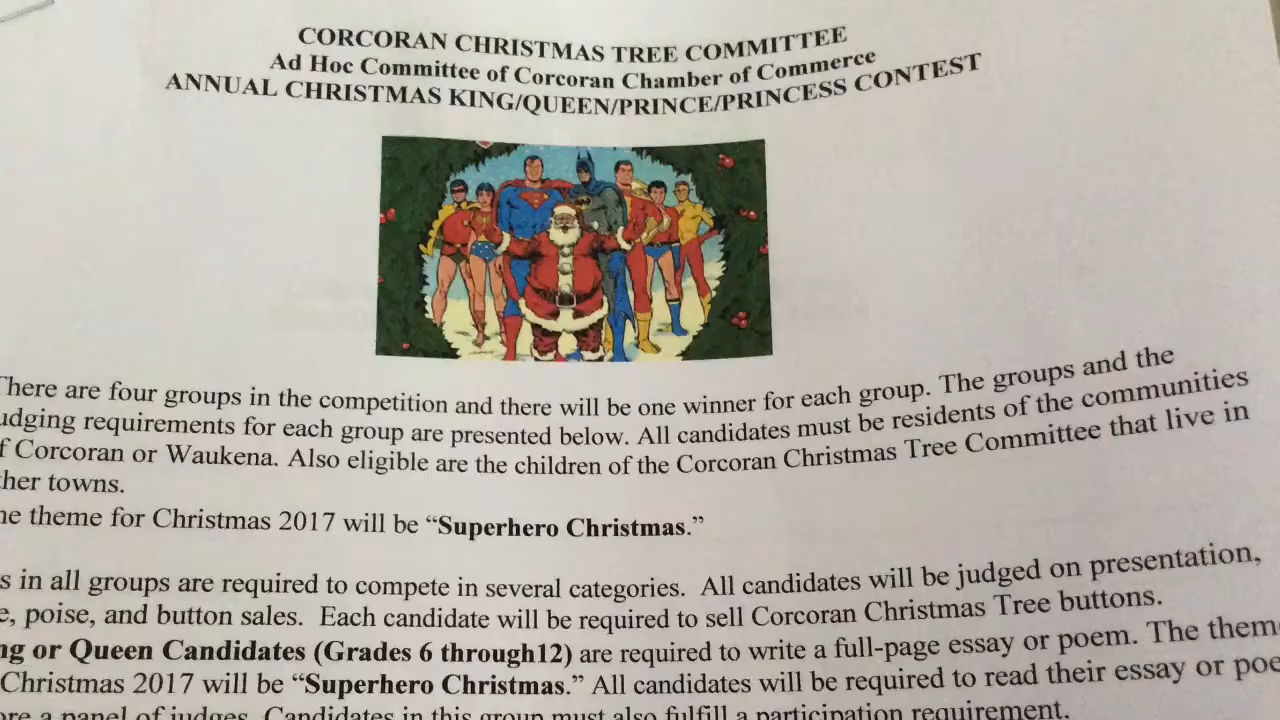 CORCORAN CHRISTMAS TREE COMMITTEE
Ad Hoc Committee of Corcoran Chamber of Commerce
ANNUAL CHRISTMAS KING/QUEEN/PRINCE/PRINCESS CONTEST
There are four groups in the competition and there will be one winner for each group. The groups and the
udging requirements for each group are presented below. All candidates must be residents of the communities
f Corcoran or Waukena. Also eligible are the children of the Corcoran Christmas Tree Committee that live in
her towns.
he theme for Christmas 2017 will be “Superhero Christmas.”
s in all groups are required to compete in several categories. All candidates will be judged on presentation,
e, poise, and button sales. Each candidate will be required to sell Corcoran Christmas Tree buttons.
ng or Queen Candidates (Grades 6 through12) are required to write a full-page essay or poem. The them
Christmas 2017 will be “Superhero Christmas.” All candidates will be required to read their essay or poe
ore a panel of judges. Candidates in this group must also fulfill a participation requirement.